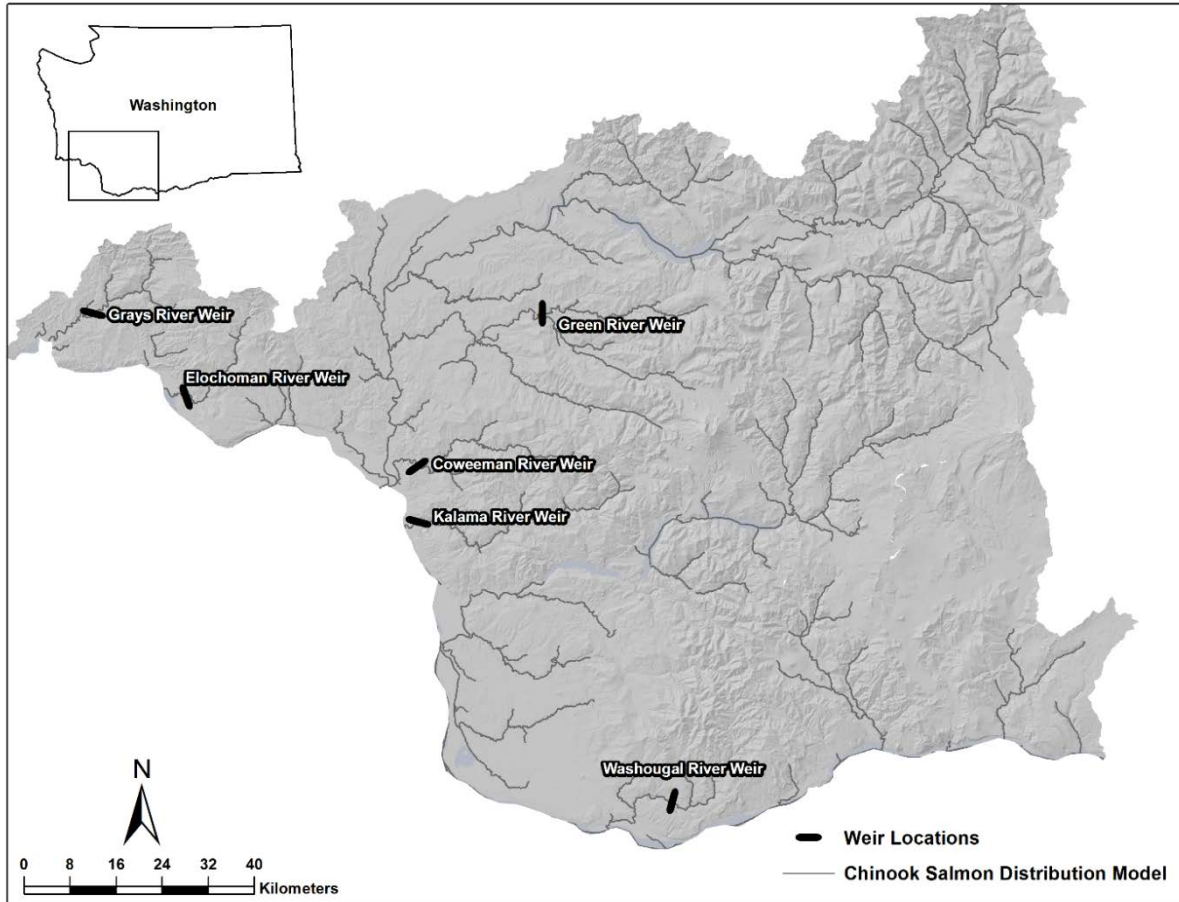 Washington
Grays River Weir
Green River Weir
Elochoman River Weir
Coweeman River Weir
Kalama River Weir
Washougal River Weir
N
Weir Locations
0 8 16 24 32 40
Kilometers
Chinook Salmon Distribution Model